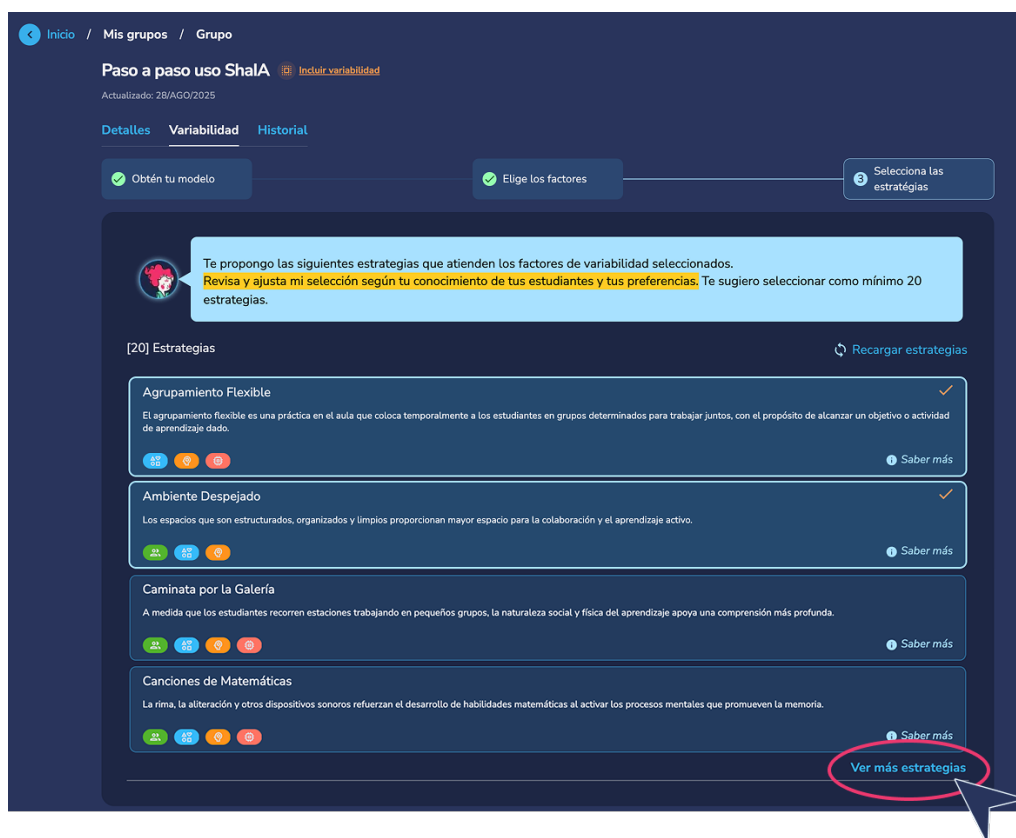 Inicio / Mis grupos / Grupo
Paso a paso uso ShaIA Incluir variabilidad
Actualizado: 28/AGO/2025
Detalles Variabilidad Historial
Obtén tu modelo
Elige los factores
3 Selecciona las
estratégias
Te propongo las siguientes estrategias que atienden los factores de variabilidad seleccionados.
Revisa y ajusta mi selección según tu conocimiento de tus estudiantes y tus preferencias. Te sugiero seleccionar como mínimo 20
estrategias.
[20] Estrategias
Recargar estrategias
Agrupamiento Flexible
El agrupamiento flexible es una práctica en el aula que coloca temporalmente a los estudiantes en grupos determinados para trabajar juntos, con el propósito de alcanzar un objetivo o actividad
de aprendizaje dado.
Saber más
Ambiente Despejado
Los espacios que son estructurados, organizados y limpios proporcionan mayor espacio para la colaboración y el aprendizaje activo.
Saber más
Caminata por la Galería
A medida que los estudiantes recorren estaciones trabajando en pequeños grupos, la naturaleza social y física del aprendizaje apoya una comprensión más profunda.
Saber más
Canciones de Matemáticas
La rima, la aliteración y otros dispositivos sonoros refuerzan el desarrollo de habilidades matemáticas al activar los procesos mentales que promueven la memoria.
Saber más
Ver más estrategias